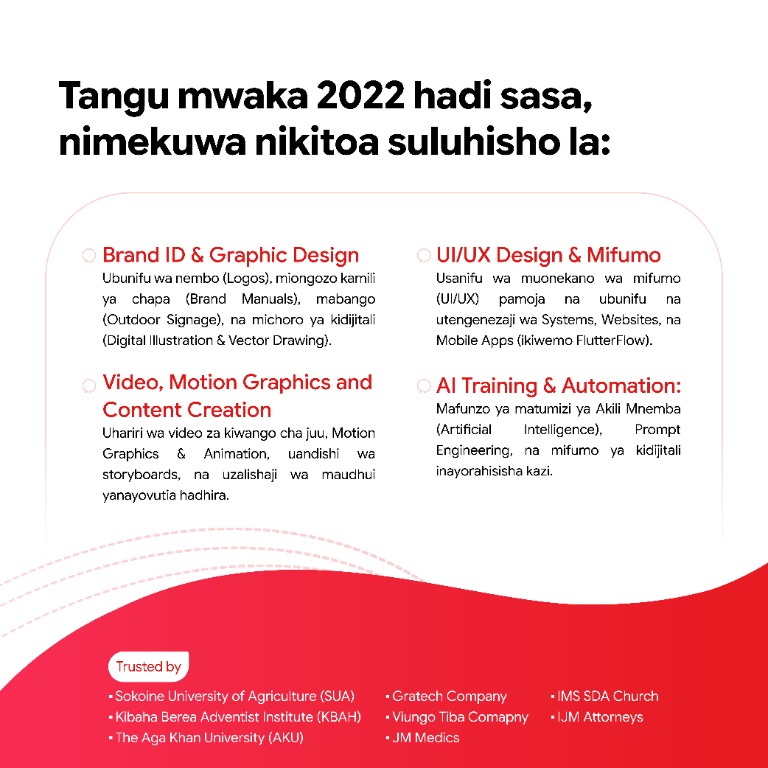 Tangu mwaka 2022 hadi sasa,
nimekuwa nikitoa suluhisho la:
Brand ID & Graphic Design
Ubunifu wa nembo (Logos), miongozo kamili
ya chapa (Brand Manuals), mabango
(Outdoor Signage), na michoro ya kidijitali
(Digital Illustration & Vector Drawing).
Video, Motion Graphics and
Content Creation
Uhariri wa video za kiwango cha juu, Motion
Graphics & Animation, uandishi wa
storyboards, na uzalishaji wa maudhui
yanayovutia hadhira.
UI/UX Design & Mifumo
Usanifu wa muonekano wa mifumo
(UI/UX) pamoja na ubunifu na
utengenezaji wa Systems, Websites, na
Mobile Apps (ikiwemo FlutterFlow).
AI Training & Automation:
Mafunzo ya matumizi ya Akili Mnemba
(Artificial Intelligence), Prompt
Engineering, na mifumo ya kidijitali
inayorahisisha kazi.
Trusted by
▪ Sokoine University of Agriculture (SUA)
▪ Kibaha Berea Adventist Institute (KBAH)
▪ The Aga Khan University (AKU)
▪ Gratech Company
▪ Viungo Tiba Comapny
▪ JM Medics
▪ IMS SDA Church
▪ IJM Attorneys